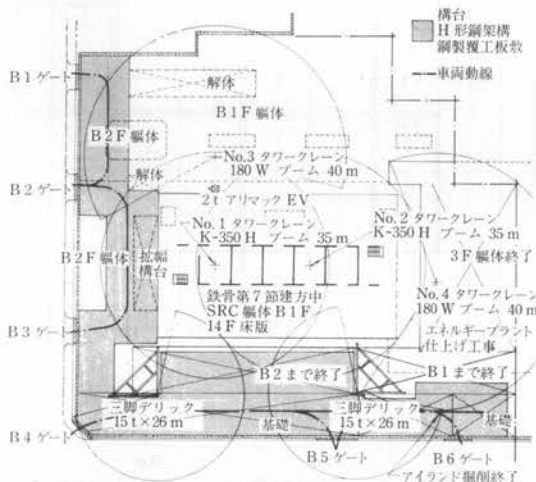 構台
H形鋼架構
鋼製覆工板敷
車両動線
B1ゲート
解体
B1F軀体
B2F軀体
No.3 タワークレーン
180W ブーム 40m
解体
B2ゲート
2t アリマックEV
No.1 タワークレーン
K-350H ブーム 35m
No.2 タワークレーン
K-350H ブーム 35m
3F軀体終了
B2F軀体
拡幅
構台
鉄骨第7節建方中
SRC軀体B1F
14F床版
No.4 タワークレーン
180W ブーム 40m
エネルギープラント
仕上げ工事
B3ゲート
B2まで終了
B1まで終了
三脚デリック
15t×26m
基礎
三脚デリック
15t×26m
基礎
B4ゲート
B5ゲート
B6ゲート
アイランド掘削終了